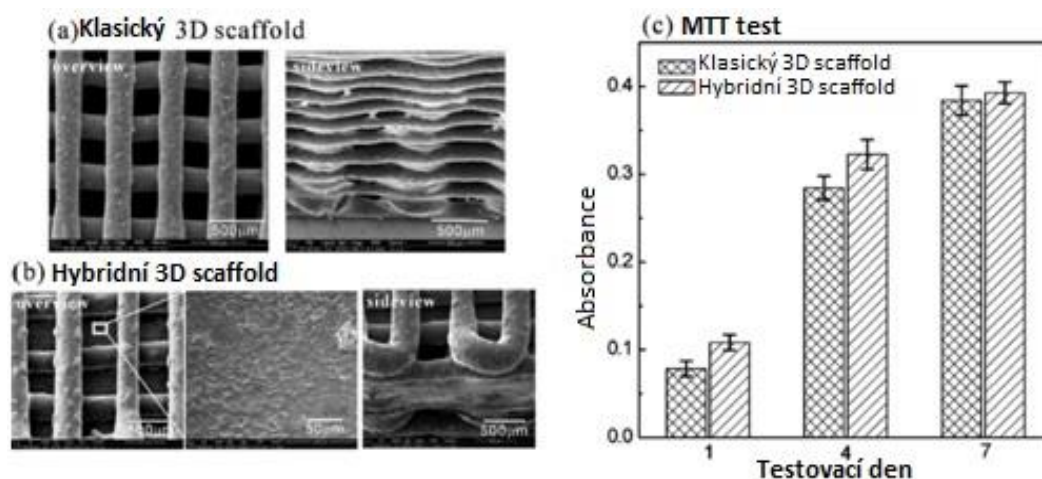 (a) Klasický 3D scaffold
overview
sideview
500µm
500µm
(b) Hybridní 3D scaffold
overview
sideview
500µm
50µm
500µm
(c) MTT test
Klasický 3D scaffold
Hybridní 3D scaffold
0.4
0.3
0.2
0.1
0.0
Absorbance
1 4 7
Testovací den